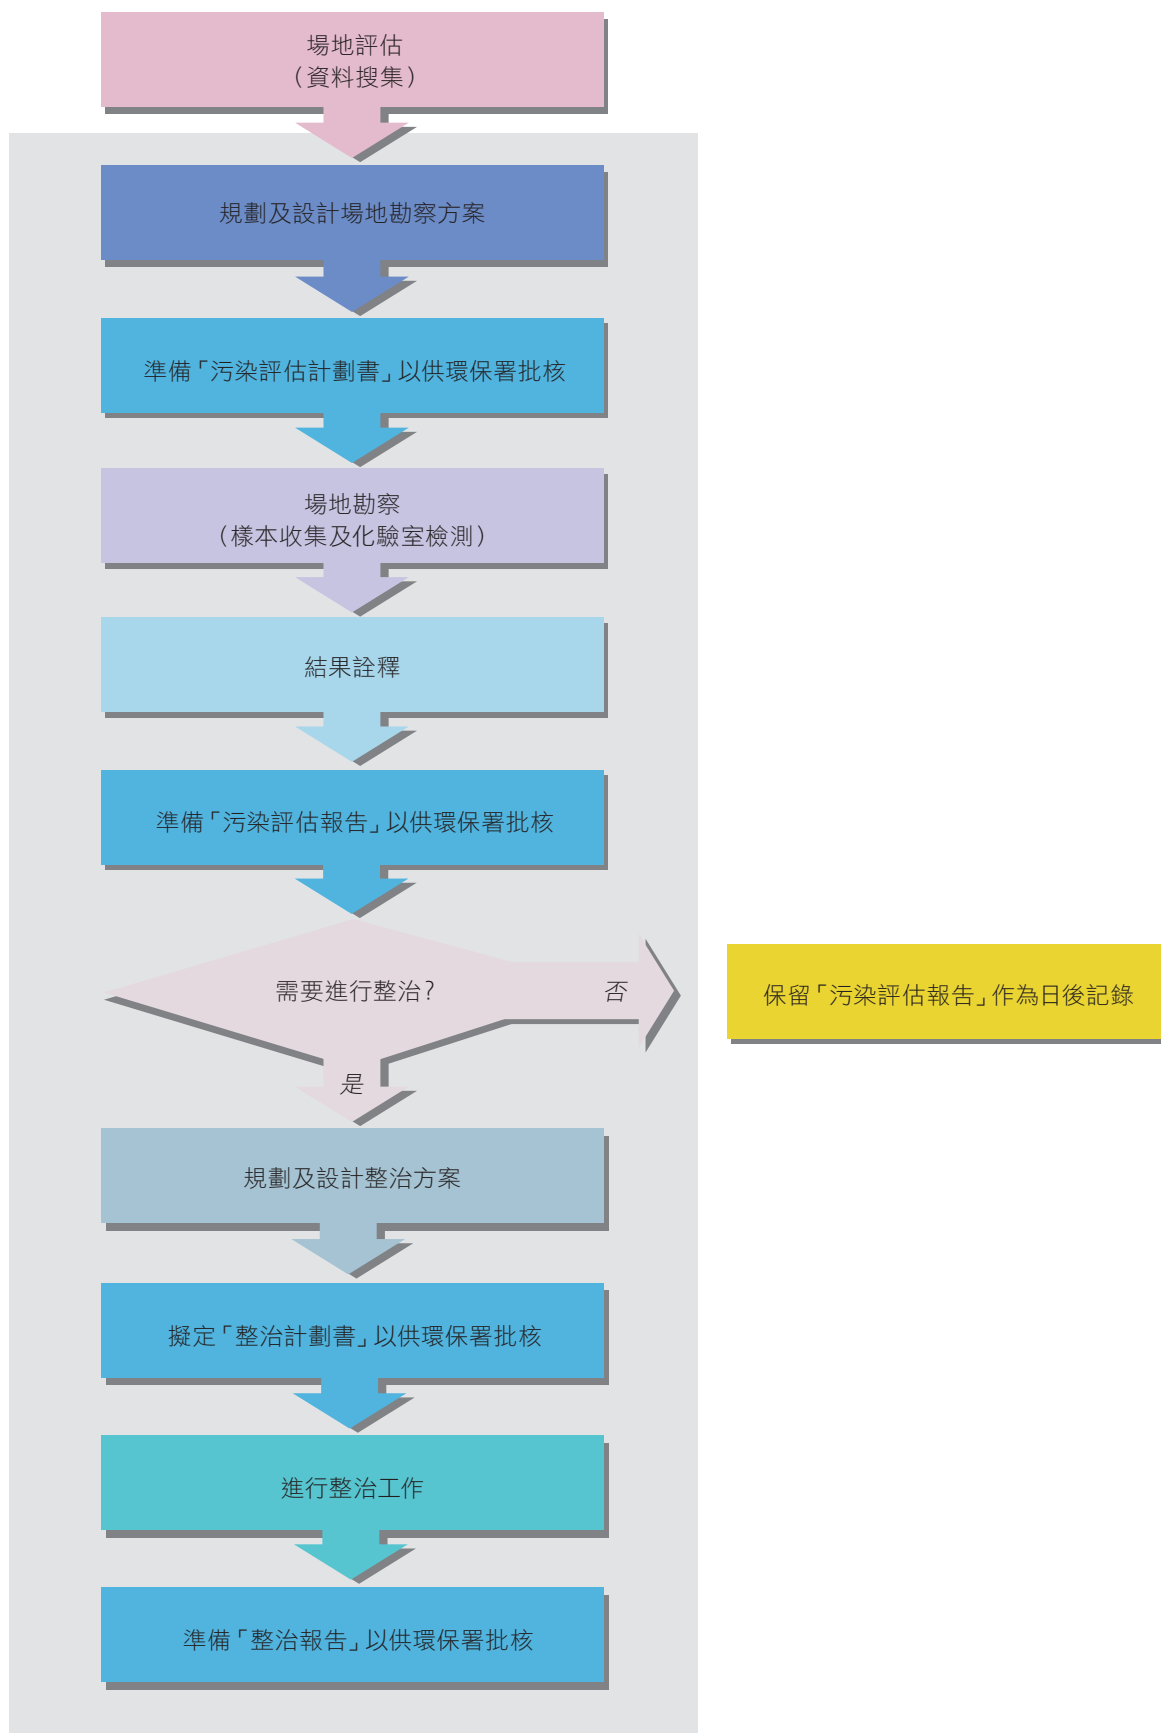 場地評估
（資料搜集）
規劃及設計場地勘察方案
準備「污染評估計劃書」以供環保署批核
場地勘察
（樣本收集及化驗室檢測）
結果詮釋
準備「污染評估報告」以供環保署批核
需要進行整治？
否
保留「污染評估報告」作為日後記錄
是
規劃及設計整治方案
擬定「整治計劃書」以供環保署批核
進行整治工作
準備「整治報告」以供環保署批核